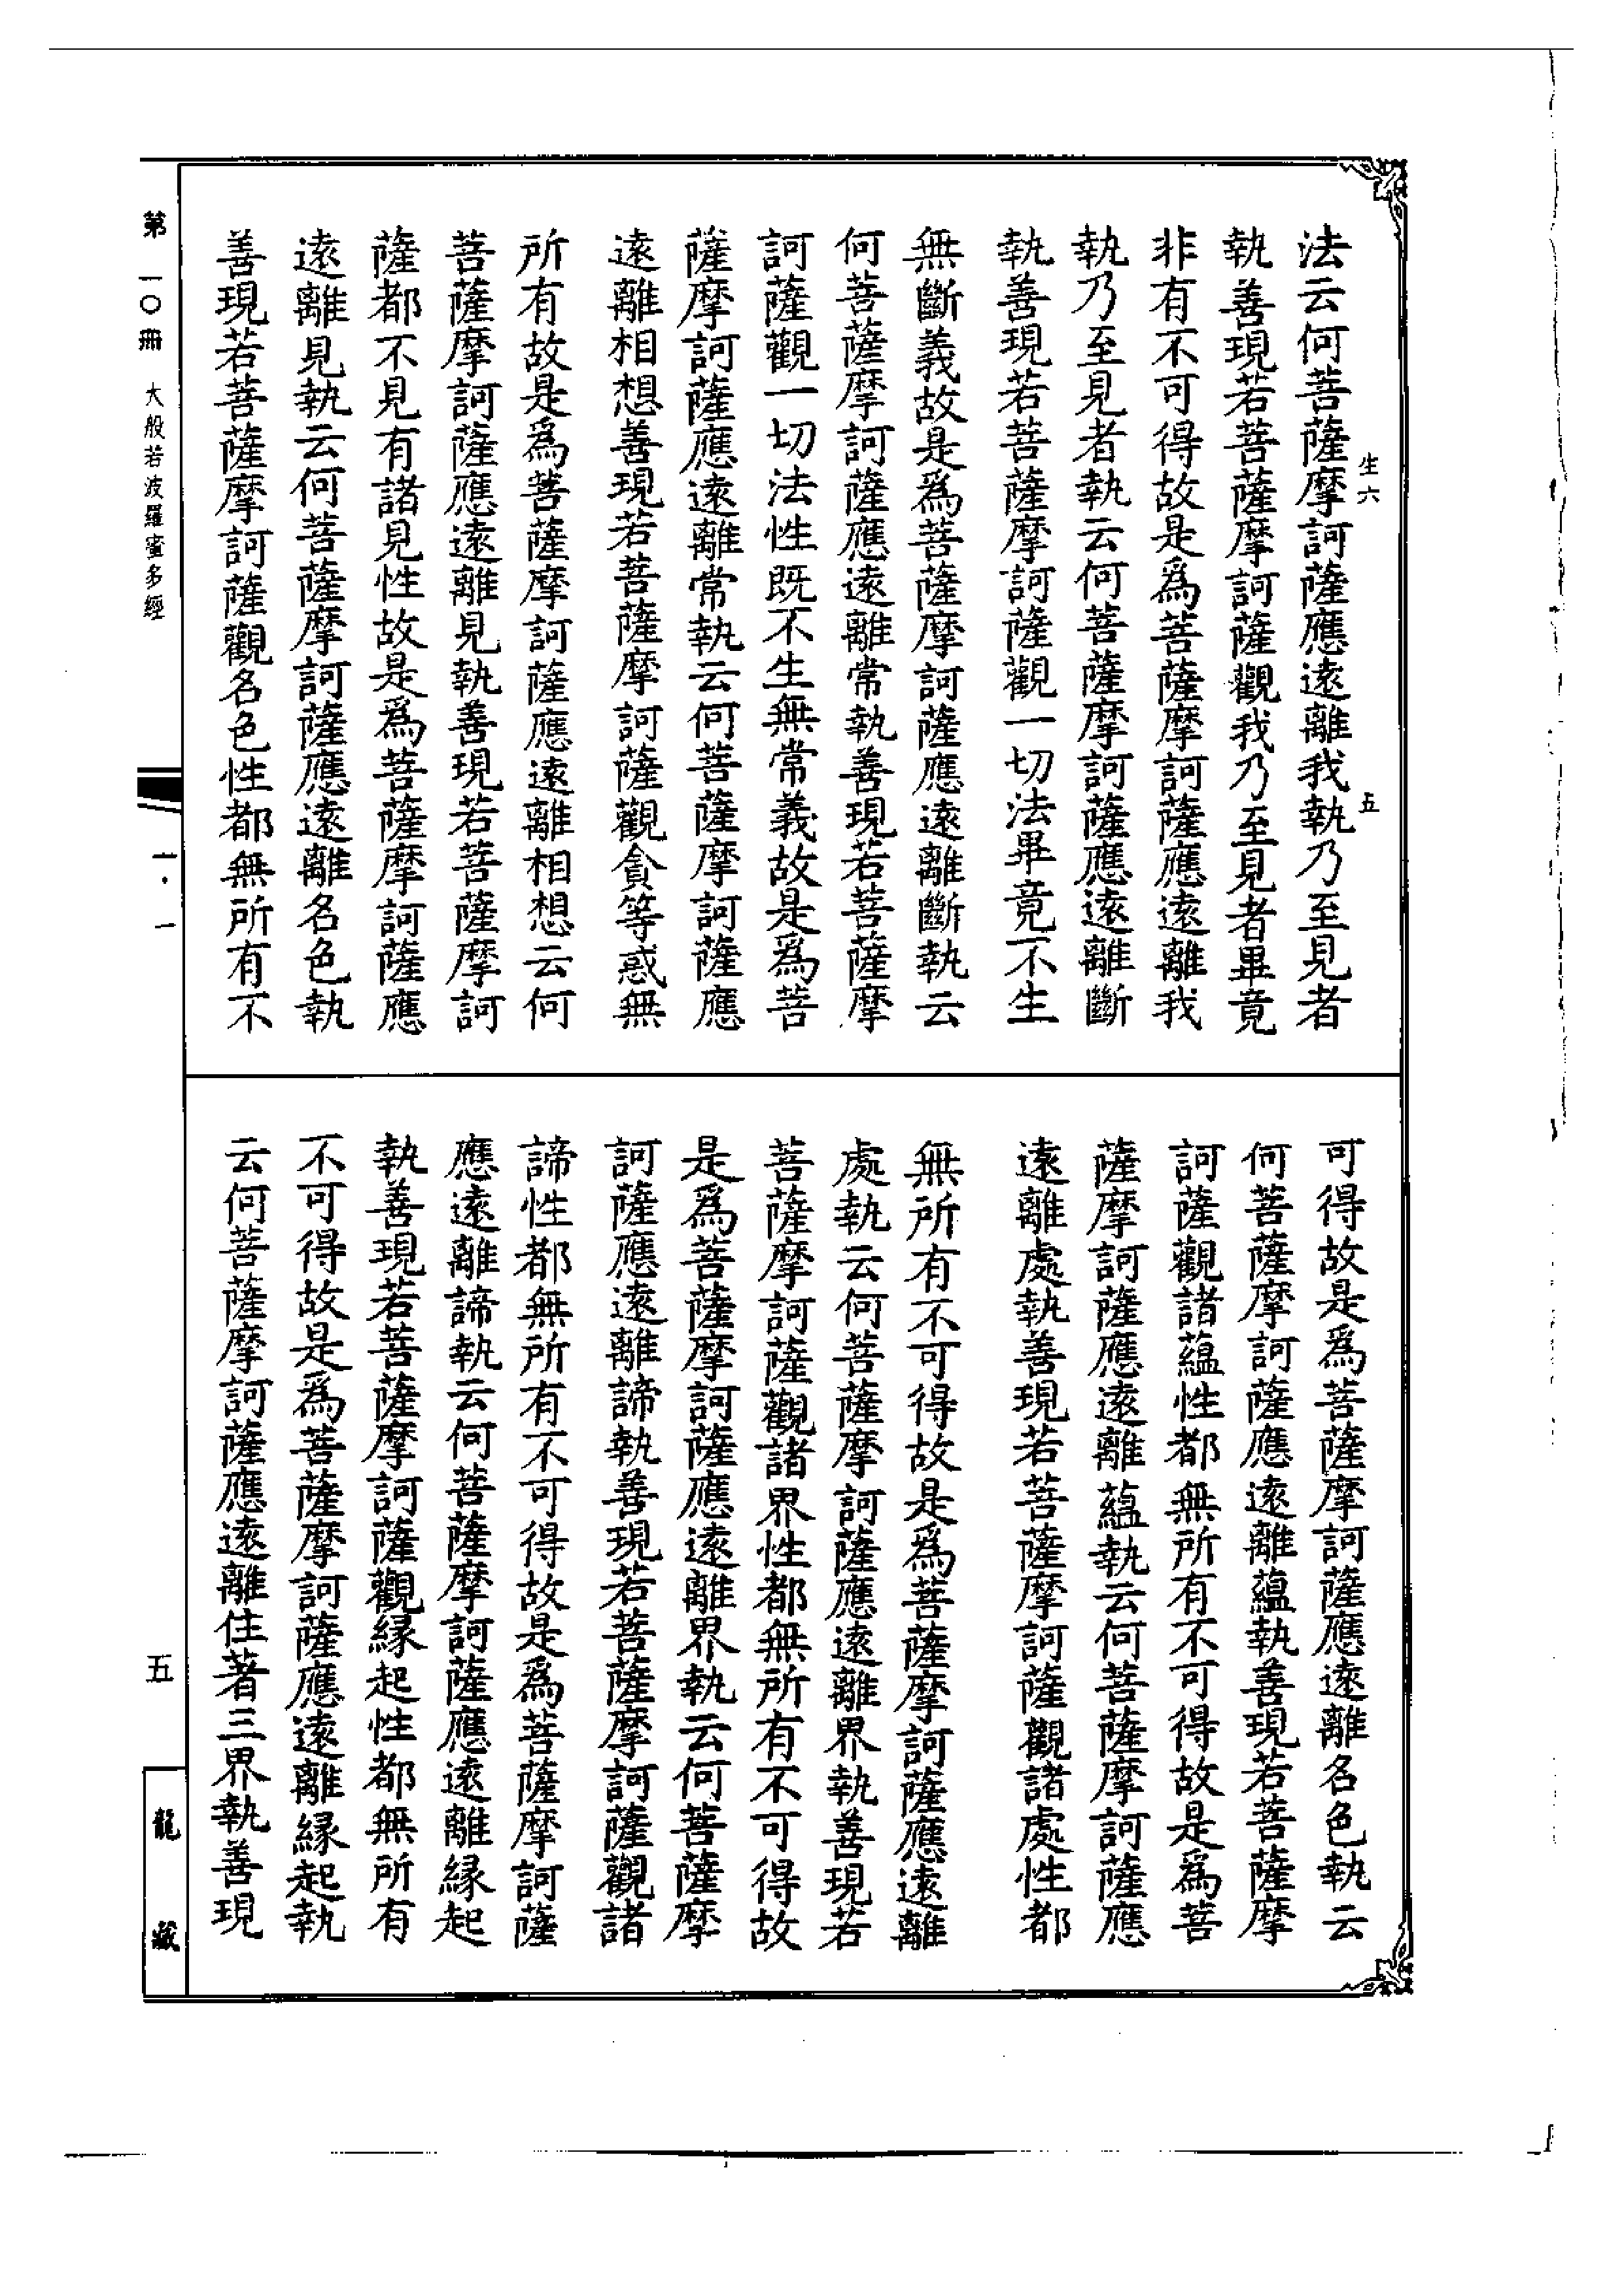 生六
五
法云何菩薩摩訶薩應遠離我執乃至見者
執善現若菩薩摩訶薩觀我乃至見者畢竟
非有不可得故是為菩薩摩訶薩應遠離我
執乃至見者執云何菩薩摩訶薩應遠離斷
執善現若菩薩摩訶薩觀一切法畢竟不生
無斷義故是為菩薩摩訶薩應遠離斷執云
何菩薩摩訶薩應遠離常執善現若菩薩摩
訶薩觀一切法性既不生無常義故是為菩
薩摩訶薩應遠離常執云何菩薩摩訶薩應
遠離相想善現若菩薩摩訶薩觀貪等惑無
所有故是為菩薩摩訶薩應遠離相想云何
菩薩摩訶薩應遠離見執善現若菩薩摩訶
薩都不見有諸見性故是為菩薩摩訶薩應
遠離見執云何菩薩摩訶薩應遠離名色執
善現若菩薩摩訶薩觀名色性都無所有不
可得故是為菩薩摩訶薩應遠離名色執云
何菩薩摩訶薩應遠離蘊執善現若菩薩摩
訶薩觀諸蘊性都無所有不可得故是為菩
薩摩訶薩應遠離蘊執云何菩薩摩訶薩應
遠離處執善現若菩薩摩訶薩觀諸處性都
無所有不可得故是為菩薩摩訶薩應遠離
處執云何菩薩摩訶薩應遠離界執善現若
菩薩摩訶薩觀諸界性都無所有不可得故
是為菩薩摩訶薩應遠離界執云何菩薩摩
訶薩應遠離諦執善現若菩薩摩訶薩觀諸
諦性都無所有不可得故是為菩薩摩訶薩
應遠離諦執云何菩薩摩訶薩應遠離緣起
執善現若菩薩摩訶薩觀緣起性都無所有
不可得故是為菩薩摩訶薩應遠離緣起執
云何菩薩摩訶薩應遠離住著三界執善現
第一〇冊 大般若波羅蜜多經
一·一
五
龍藏